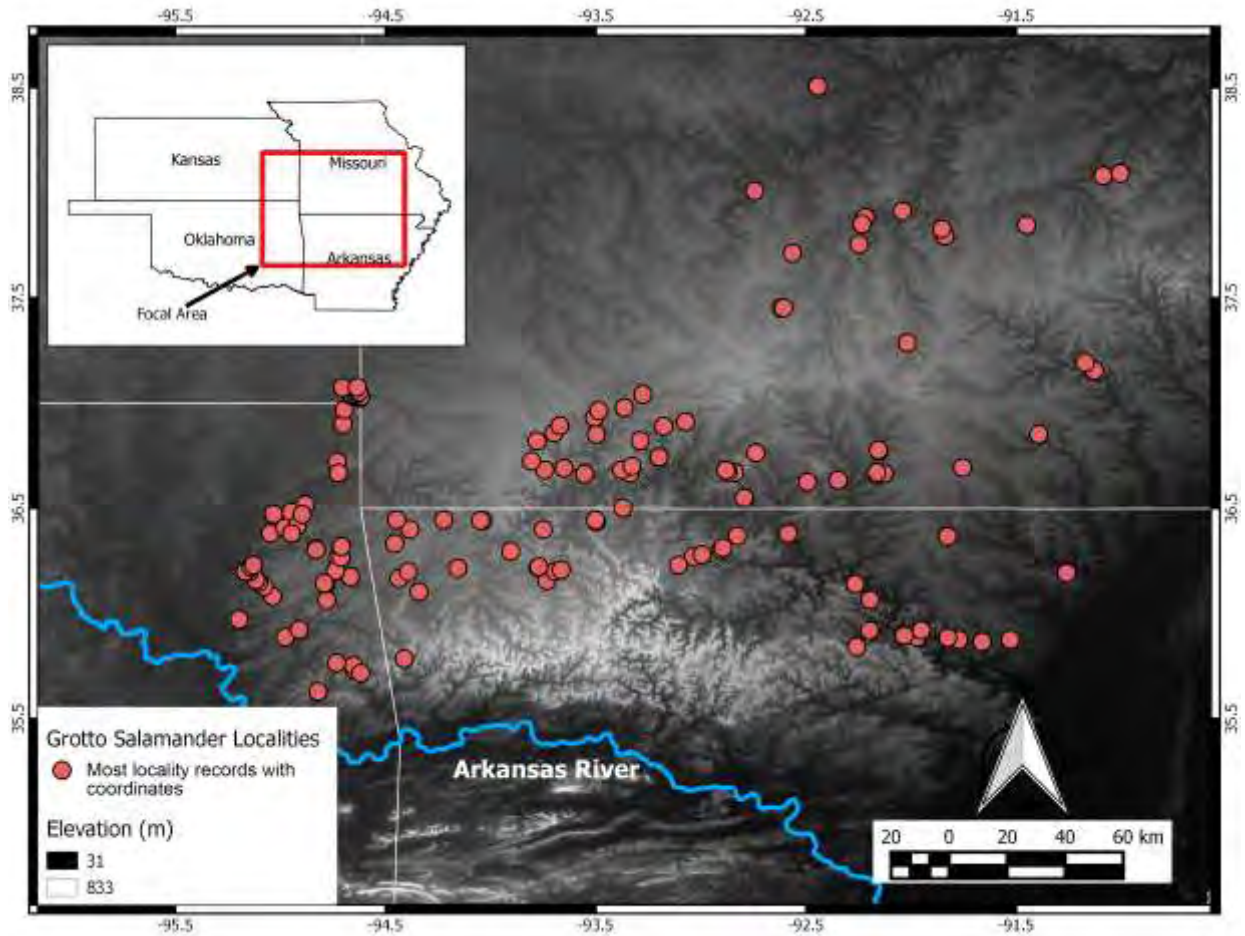 -95.5 -94.5 -93.5 -92.5 -91.5
38.5 38.5
Kansas Missouri
Oklahoma
Arkansas
Focal Area
37.5 37.5
36.5 36.5
35.5 35.5
Grotto Salamander Localities
Most locality records with
coordinates
Elevation (m)
31
833
Arkansas River
20 0 20 40 60 km
-95.5 -94.5 -93.5 -92.5 -91.5